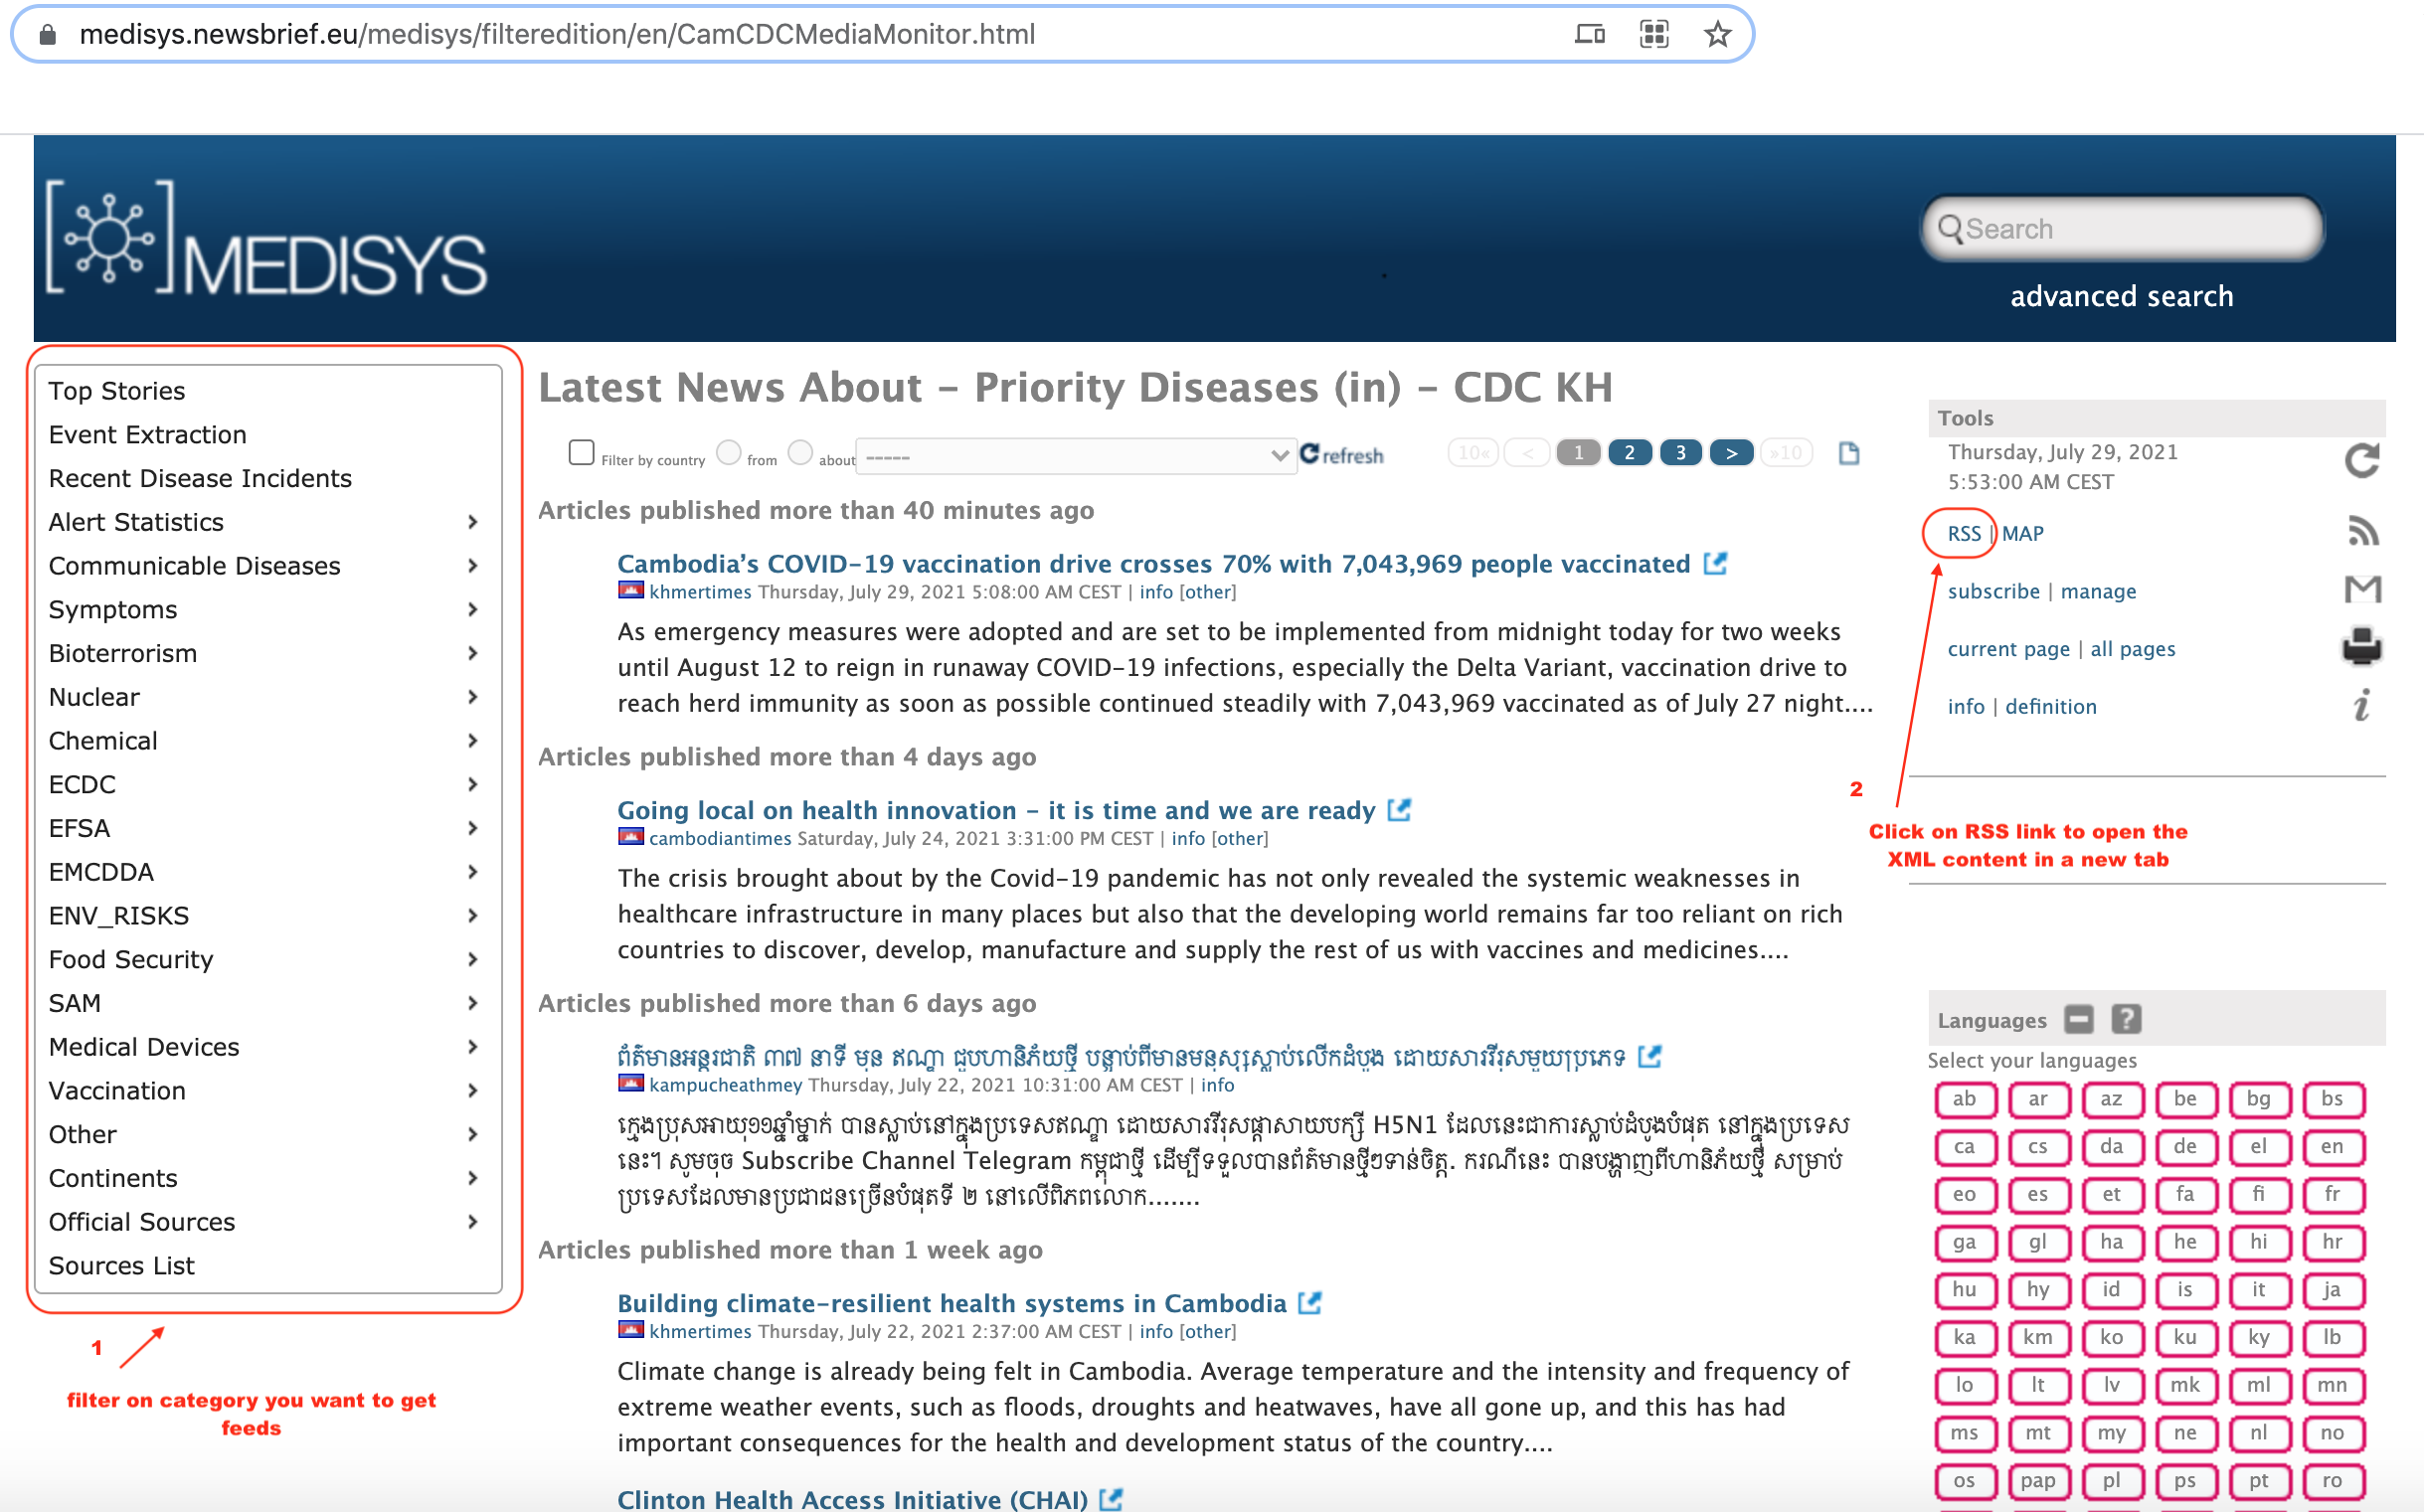 medisys.newsbrief.eu/medisys/filteredition/en/CamCDCMediaMonitor.html
MEDISYS
Search
advanced search
Top Stories
Event Extraction
Recent Disease Incidents
Alert Statistics
Communicable Diseases
Symptoms
Bioterrorism
Nuclear
Chemical
ECDC
EFSA
EMCDDA
ENV_RISKS
Food Security
SAM
Medical Devices
Vaccination
Other
Continents
Official Sources
Sources List
1
filter on category you want to get
feeds
Latest News About – Priority Diseases (in) – CDC KH
Filter by country from about ----- refresh 10« < 1 2 3 > »10
Articles published more than 40 minutes ago
Cambodia’s COVID-19 vaccination drive crosses 70% with 7,043,969 people vaccinated
khmertimes Thursday, July 29, 2021 5:08:00 AM CEST | info [other]
As emergency measures were adopted and are set to be implemented from midnight today for two weeks
until August 12 to reign in runaway COVID-19 infections, especially the Delta Variant, vaccination drive to
reach herd immunity as soon as possible continued steadily with 7,043,969 vaccinated as of July 27 night....
Articles published more than 4 days ago
Going local on health innovation – it is time and we are ready
cambodiantimes Saturday, July 24, 2021 3:31:00 PM CEST | info [other]
The crisis brought about by the Covid-19 pandemic has not only revealed the systemic weaknesses in
healthcare infrastructure in many places but also that the developing world remains far too reliant on rich
countries to discover, develop, manufacture and supply the rest of us with vaccines and medicines....
Articles published more than 6 days ago
ព័ត៌មានអន្តរជាតិ ៣៧ នាទី មុន ឥណ្ឌា ជួបហានិភ័យថ្មី បន្ទាប់ពីមានមនុស្សស្លាប់លើកដំបូង ដោយសារវីរុសមួយប្រភេទ
kampucheathmey Thursday, July 22, 2021 10:31:00 AM CEST | info
ក្មេងប្រុសអាយុ១១ឆ្នាំម្នាក់ បានស្លាប់នៅក្នុងប្រទេសឥណ្ឌា ដោយសារវីរុសផ្តាសាយបក្សី H5N1 ដែលនេះជាការស្លាប់ដំបូងបំផុត នៅក្នុងប្រទេស
នេះ។ សូមចុច Subscribe Channel Telegram កម្ពុជាថ្មី ដើម្បីទទួលបានព័ត៌មានថ្មីៗទាន់ចិត្ត. ករណីនេះ បានបង្ហាញពីហានិភ័យថ្មី សម្រាប់
ប្រទេសដែលមានប្រជាជនច្រើនបំផុតទី ២ នៅលើពិភពលោក.......
Articles published more than 1 week ago
Building climate-resilient health systems in Cambodia
khmertimes Thursday, July 22, 2021 2:37:00 AM CEST | info [other]
Climate change is already being felt in Cambodia. Average temperature and the intensity and frequency of
extreme weather events, such as floods, droughts and heatwaves, have all gone up, and this has had
important consequences for the health and development status of the country....
Clinton Health Access Initiative (CHAI)
Tools
Thursday, July 29, 2021
5:53:00 AM CEST
RSS | MAP
subscribe | manage
current page | all pages
info | definition
2
Click on RSS link to open the
XML content in a new tab
Languages
Select your languages
ab ar az be bg bs
ca cs da de el en
eo es et fa fi fr
ga gl ha he hi hr
hu hy id is it ja
ka km ko ku ky lb
lo lt lv mk ml mn
ms mt my ne nl no
os pap pl ps pt ro